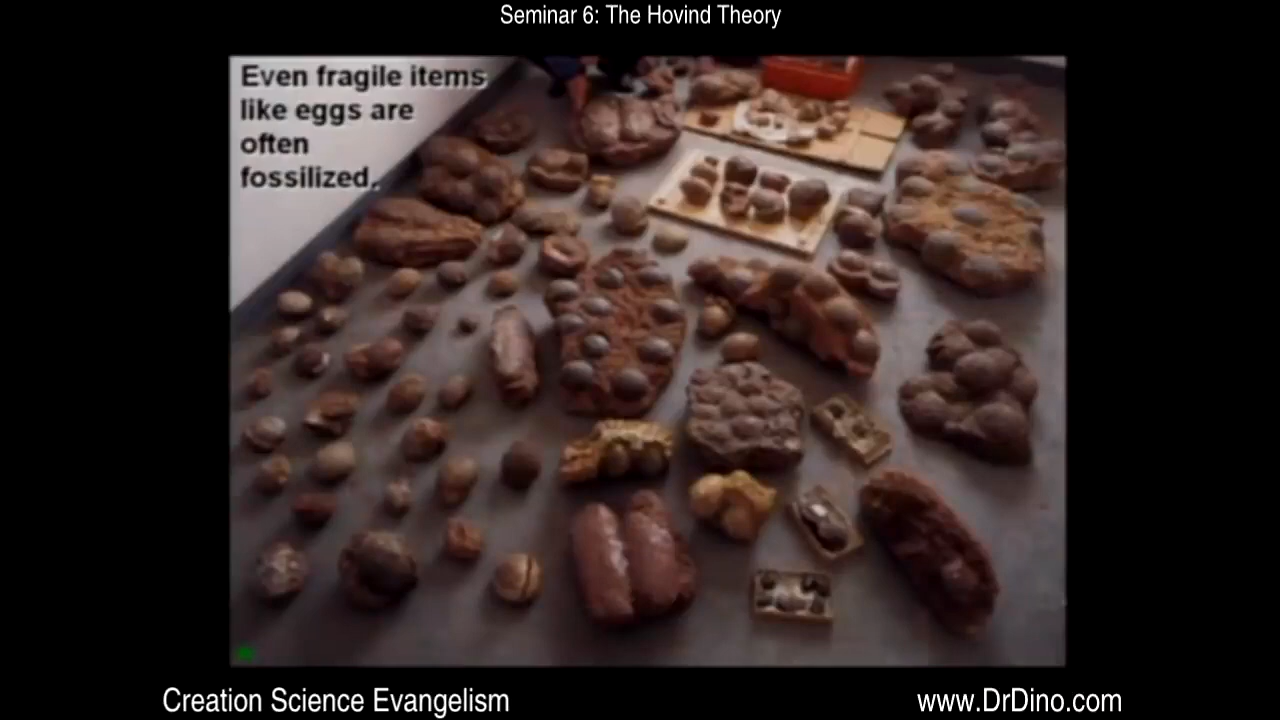 Seminar 6: The Hovind Theory
Even fragile items
like eggs are
often
fossilized.
Creation Science Evangelism
www.DrDino.com